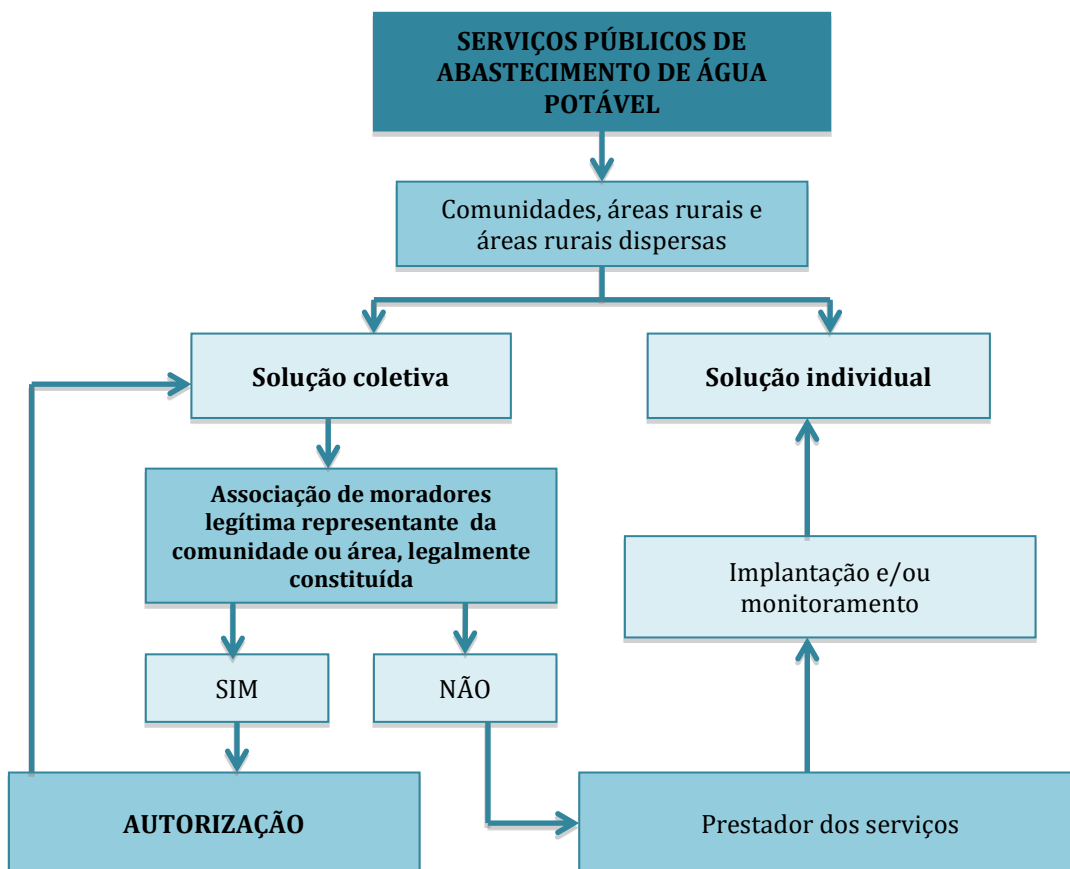 SERVIÇOS PÚBLICOS DE
ABASTECIMENTO DE ÁGUA
POTÁVEL
Comunidades, áreas rurais e
áreas rurais dispersas
Solução coletiva
Solução individual
Associação de moradores
legítima representante da
comunidade ou área, legalmente
constituída
Implantação e/ou
monitoramento
SIM
NÃO
AUTORIZAÇÃO
Prestador dos serviços